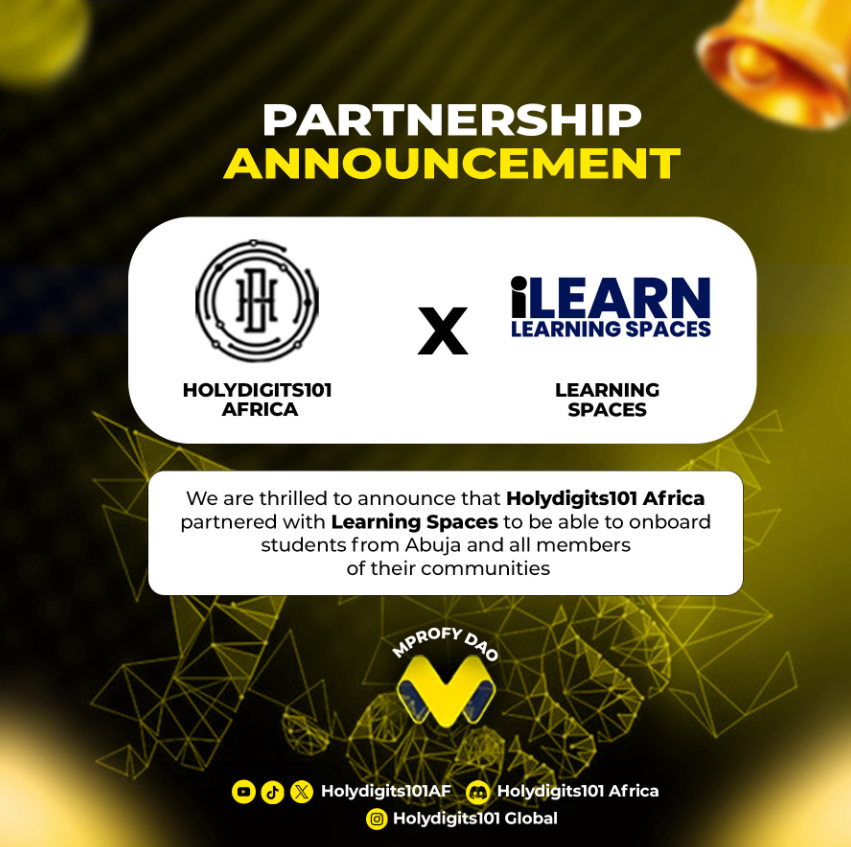 PARTNERSHIP
ANNOUNCEMENT
iLEARN
LEARNING SPACES
X
HOLYDIGITS101
AFRICA
LEARNING
SPACES
We are thrilled to announce that Holydigits101 Africa
partnered with Learning Spaces to be able to onboard
students from Abuja and all members
of their communities
MPROFY DAO
Holydigits101AF Holydigits101 Africa
Holydigits101 Global